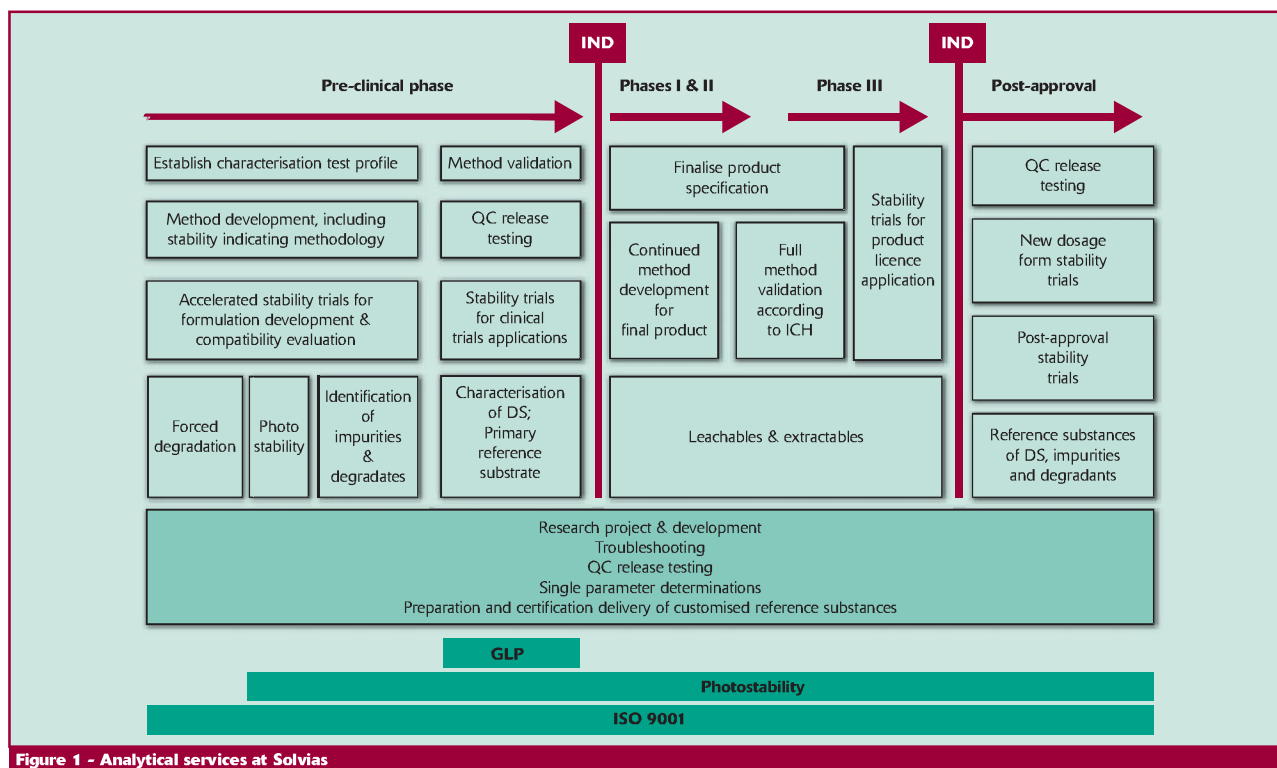 IND
IND
Pre-clinical phase
Phases I & II
Phase III
Post-approval
Establish characterisation test profile
Method development, including
stability indicating methodology
Accelerated stability trials for
formulation development &
compatibility evaluation
Forced
degradation
Photo
stability
Identification
of
impurities
&
degradates
Method validation
QC release
testing
Stability trials
for clinical
trials applications
Characterisation
of DS;
Primary
reference
substrate
Finalise product
specification
Continued
method
development
for
final product
Full
method
validation
according
to ICH
Stability
trials for
product
licence
application
Leachables & extractables
QC release
testing
New dosage
form stability
trials
Post-approval
stability
trials
Reference substances
of DS, impurities
and degradants
Research project & development
Troubleshooting
QC release testing
Single parameter determinations
Preparation and certification delivery of customised reference substances
GLP
Photostability
ISO 9001
Figure 1 - Analytical services at Solvias